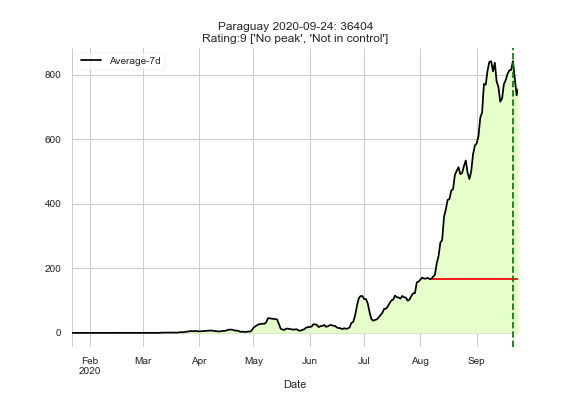 Paraguay 2020-09-24: 36404
Rating:9 ['No peak', 'Not in control']
Average-7d
800
600
400
200
0
Feb Mar Apr May Jun Jul Aug Sep
2020
Date